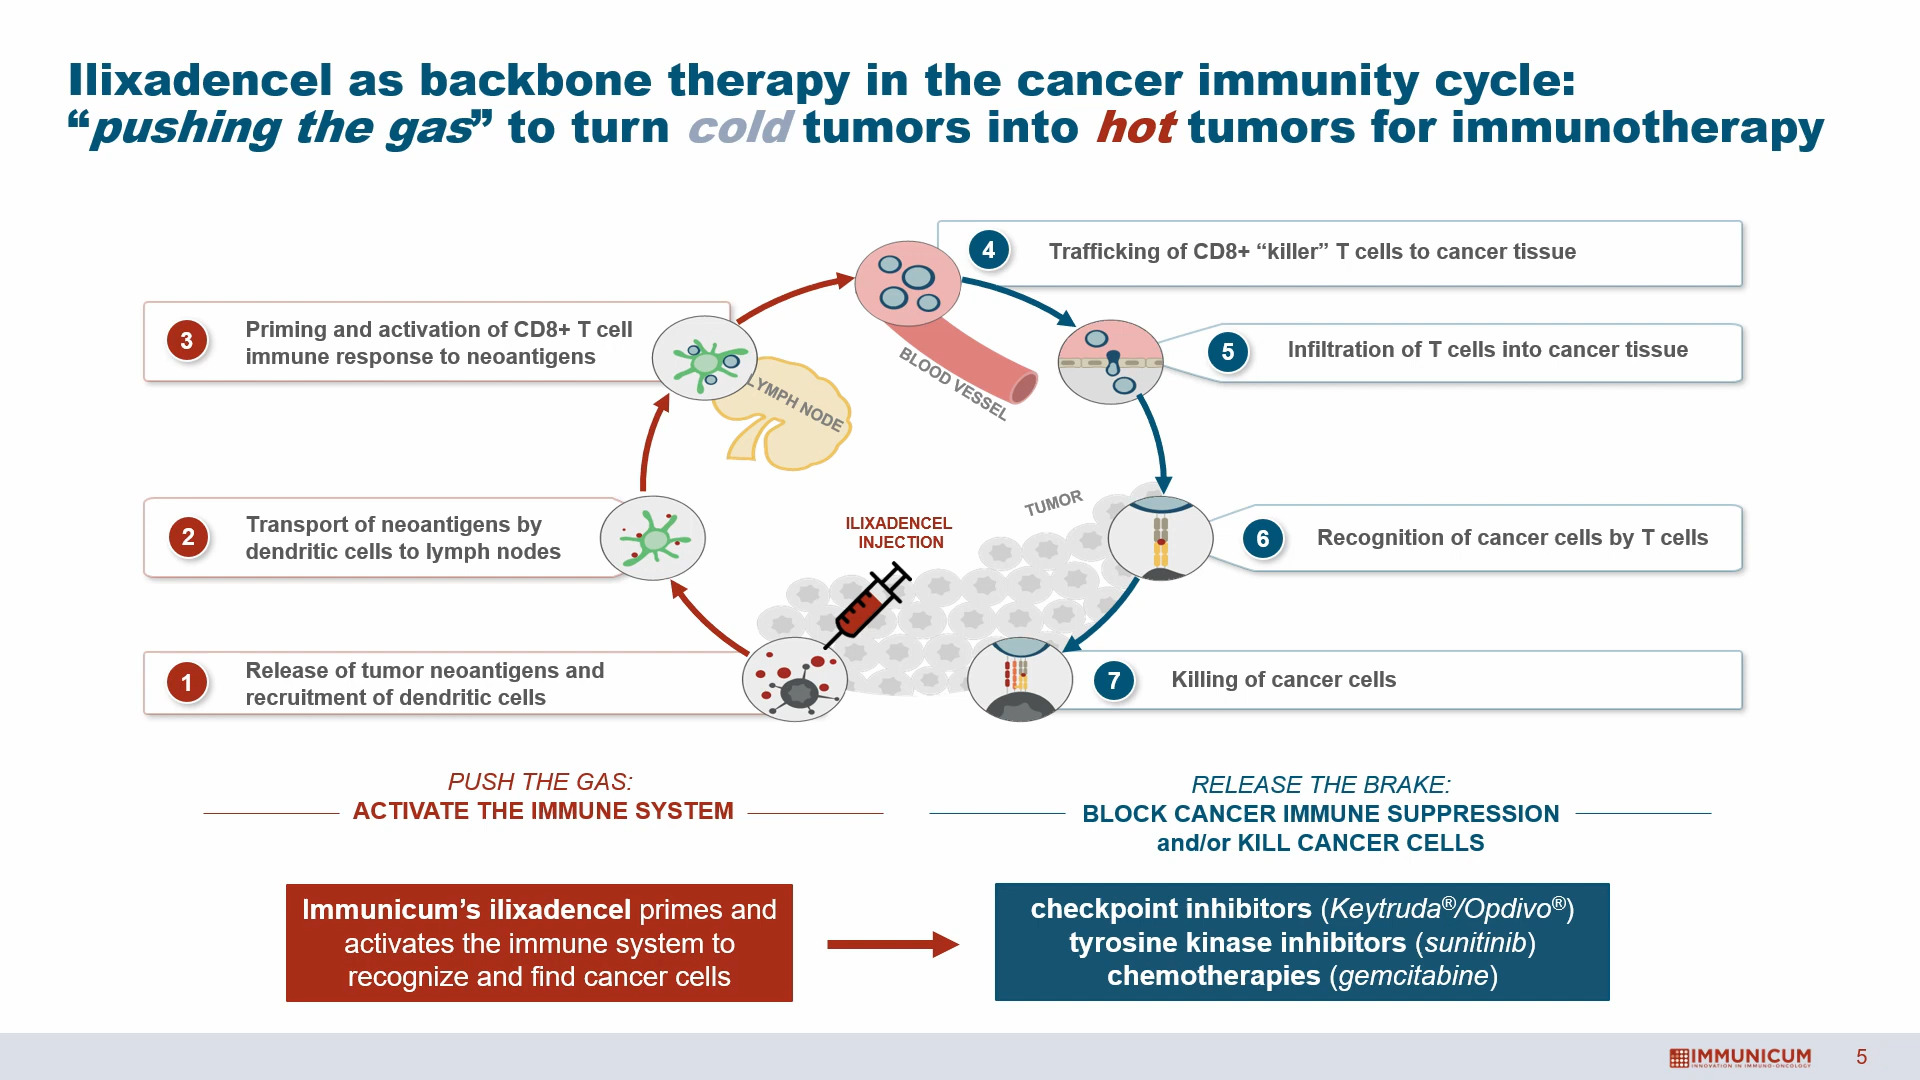 Ilixadencel as backbone therapy in the cancer immunity cycle:
“pushing the gas” to turn cold tumors into hot tumors for immunotherapy
4
Trafficking of CD8+ “killer” T cells to cancer tissue
3
Priming and activation of CD8+ T cell
immune response to neoantigens
5
Infiltration of T cells into cancer tissue
LYMPH NODE
BLOOD VESSEL
2
Transport of neoantigens by
dendritic cells to lymph nodes
ILIXADENCEL
INJECTION
TUMOR
6
Recognition of cancer cells by T cells
1
Release of tumor neoantigens and
recruitment of dendritic cells
7
Killing of cancer cells
PUSH THE GAS:
ACTIVATE THE IMMUNE SYSTEM
RELEASE THE BRAKE:
BLOCK CANCER IMMUNE SUPPRESSION
and/or KILL CANCER CELLS
Immunicum’s ilixadencel primes and
activates the immune system to
recognize and find cancer cells
checkpoint inhibitors (Keytruda®/Opdivo®)
tyrosine kinase inhibitors (sunitinib)
chemotherapies (gemcitabine)
IMMUNICUM
INNOVATION IN IMMUNO-ONCOLOGY
5